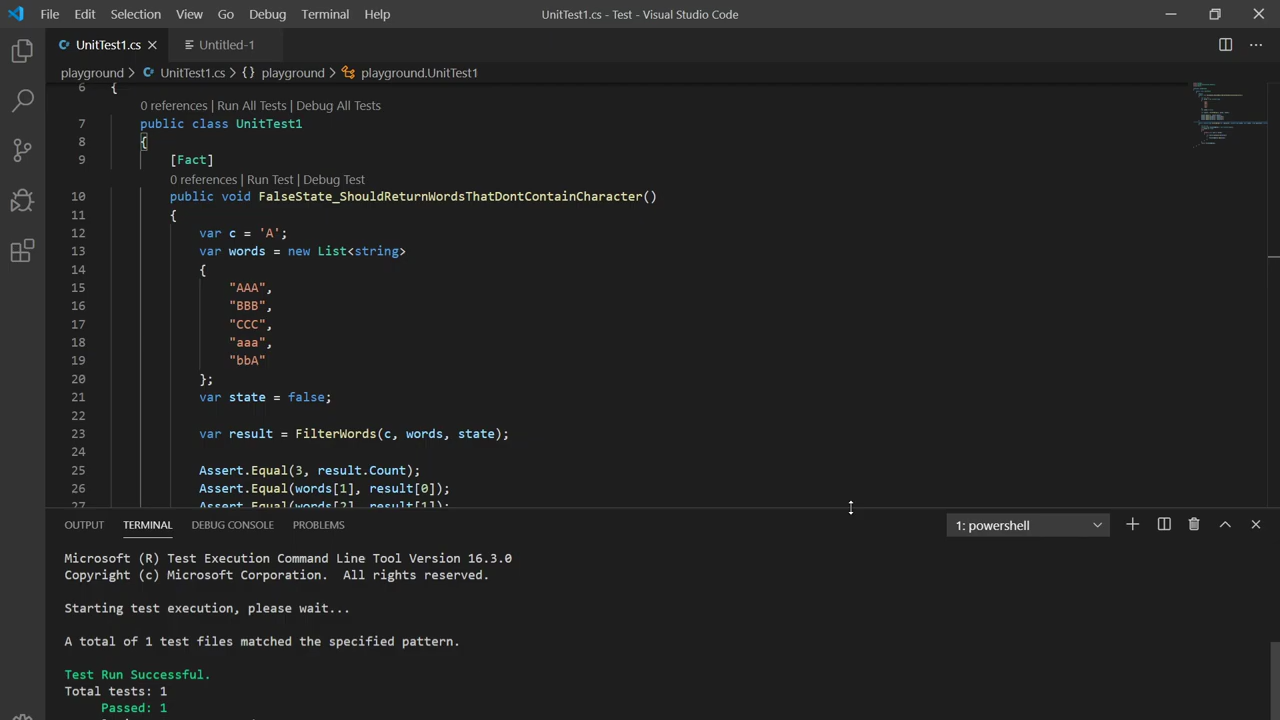 File Edit Selection View Go Debug Terminal Help UnitTest1.cs - Test - Visual Studio Code
UnitTest1.cs Untitled-1
playground > UnitTest1.cs > {} playground > playground.UnitTest1
6 {
0 references | Run All Tests | Debug All Tests
7 public class UnitTest1
8 {
9 [Fact]
0 references | Run Test | Debug Test
10 public void FalseState_ShouldReturnWordsThatDontContainCharacter()
11 {
12 var c = 'A';
13 var words = new List<string>
14 {
15 "AAA",
16 "BBB",
17 "CCC",
18 "aaa",
19 "bbA"
20 };
21 var state = false;
22
23 var result = FilterWords(c, words, state);
24
25 Assert.Equal(3, result.Count);
26 Assert.Equal(words[1], result[0]);
27 Assert.Equal(words[2], result[1]);
OUTPUT TERMINAL DEBUG CONSOLE PROBLEMS 1: powershell
Microsoft (R) Test Execution Command Line Tool Version 16.3.0
Copyright (c) Microsoft Corporation. All rights reserved.
Starting test execution, please wait...
A total of 1 test files matched the specified pattern.
Test Run Successful.
Total tests: 1
Passed: 1